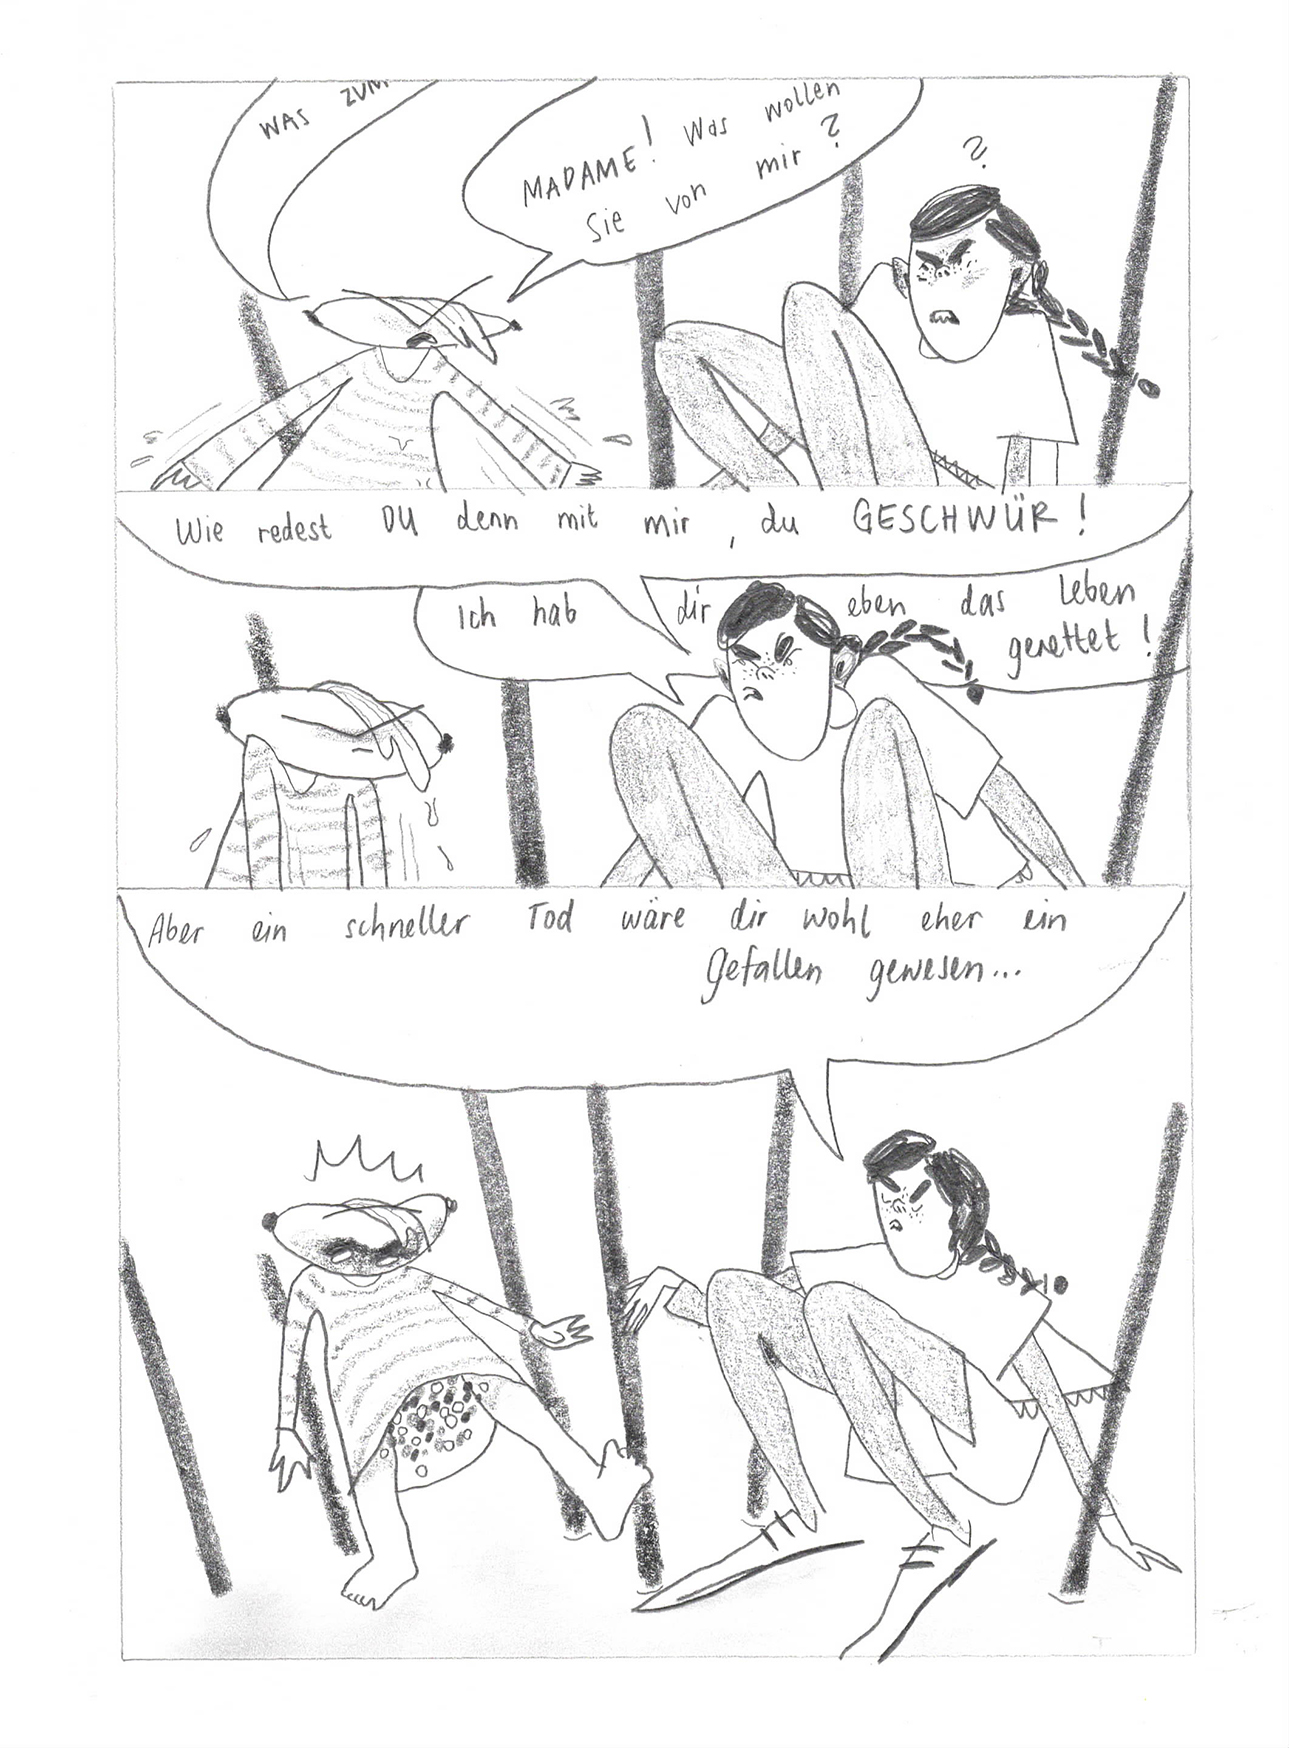 WAS ZUM
MADAME! Was wollen
Sie von mir?
?
Wie redest DU denn mit mir, du GESCHWÜR!
Ich hab dir eben das Leben
gerettet!
Aber ein schneller Tod wäre dir wohl eher ein
Gefallen gewesen...